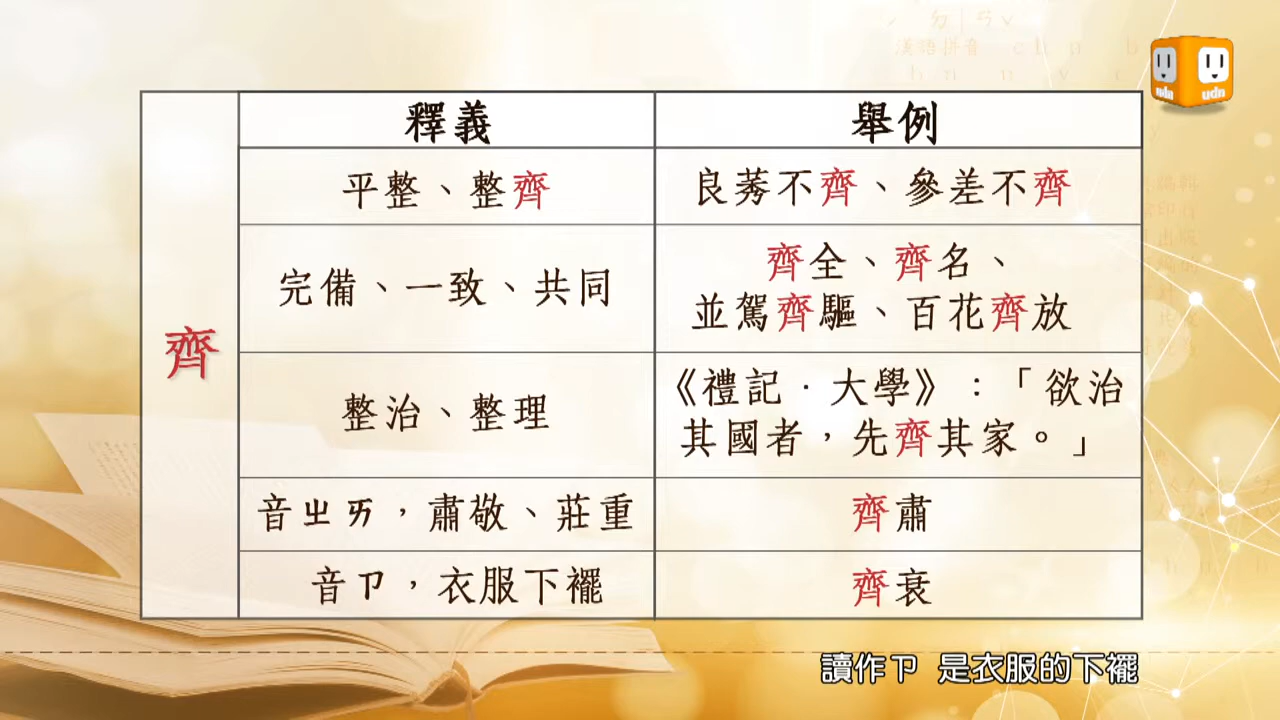 udn
udn
釋義
舉例
齊
平整、整齊
良莠不齊、參差不齊
完備、一致、共同
齊全、齊名、
並駕齊驅、百花齊放
整治、整理
《禮記．大學》：「欲治
其國者，先齊其家。」
音ㄓㄞ，肅敬、莊重
齊肅
音ㄗ，衣服下襬
齊衰
讀作ㄗ 是衣服的下襬